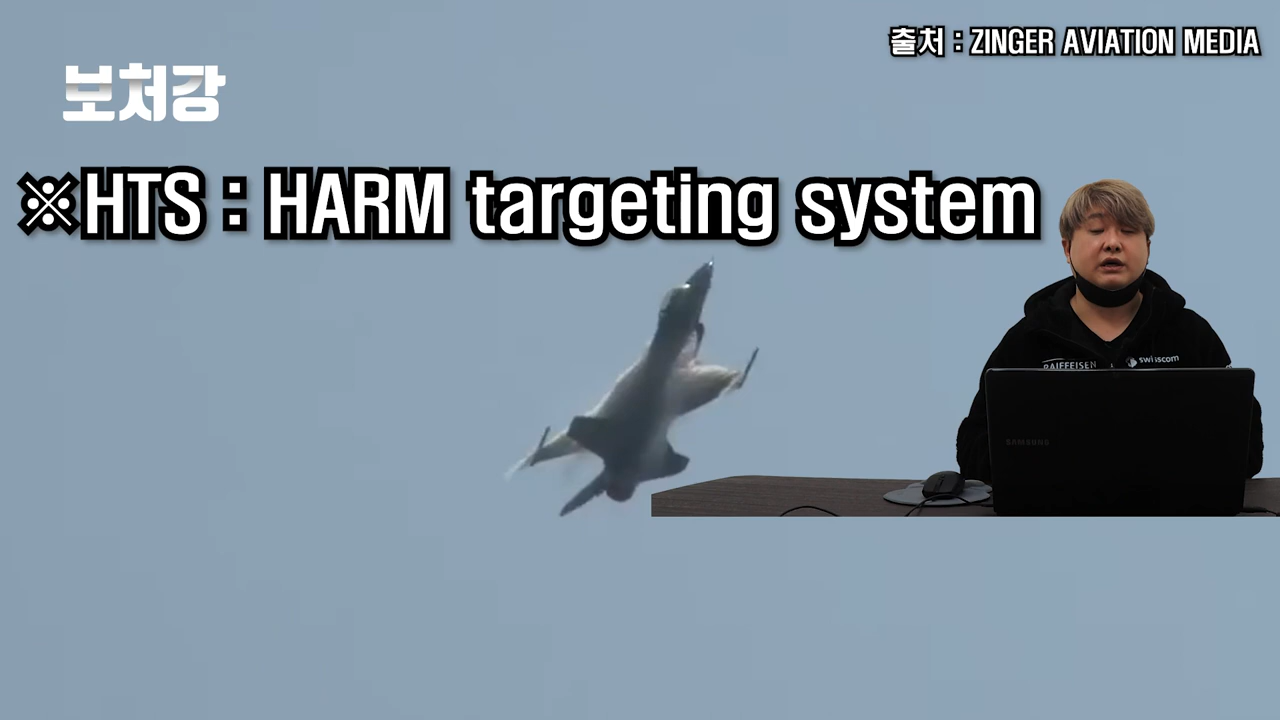 출처 : ZINGER AVIATION MEDIA
보처강
※HTS : HARM targeting system
RAIFFEISEN
swisscom
SAMSUNG